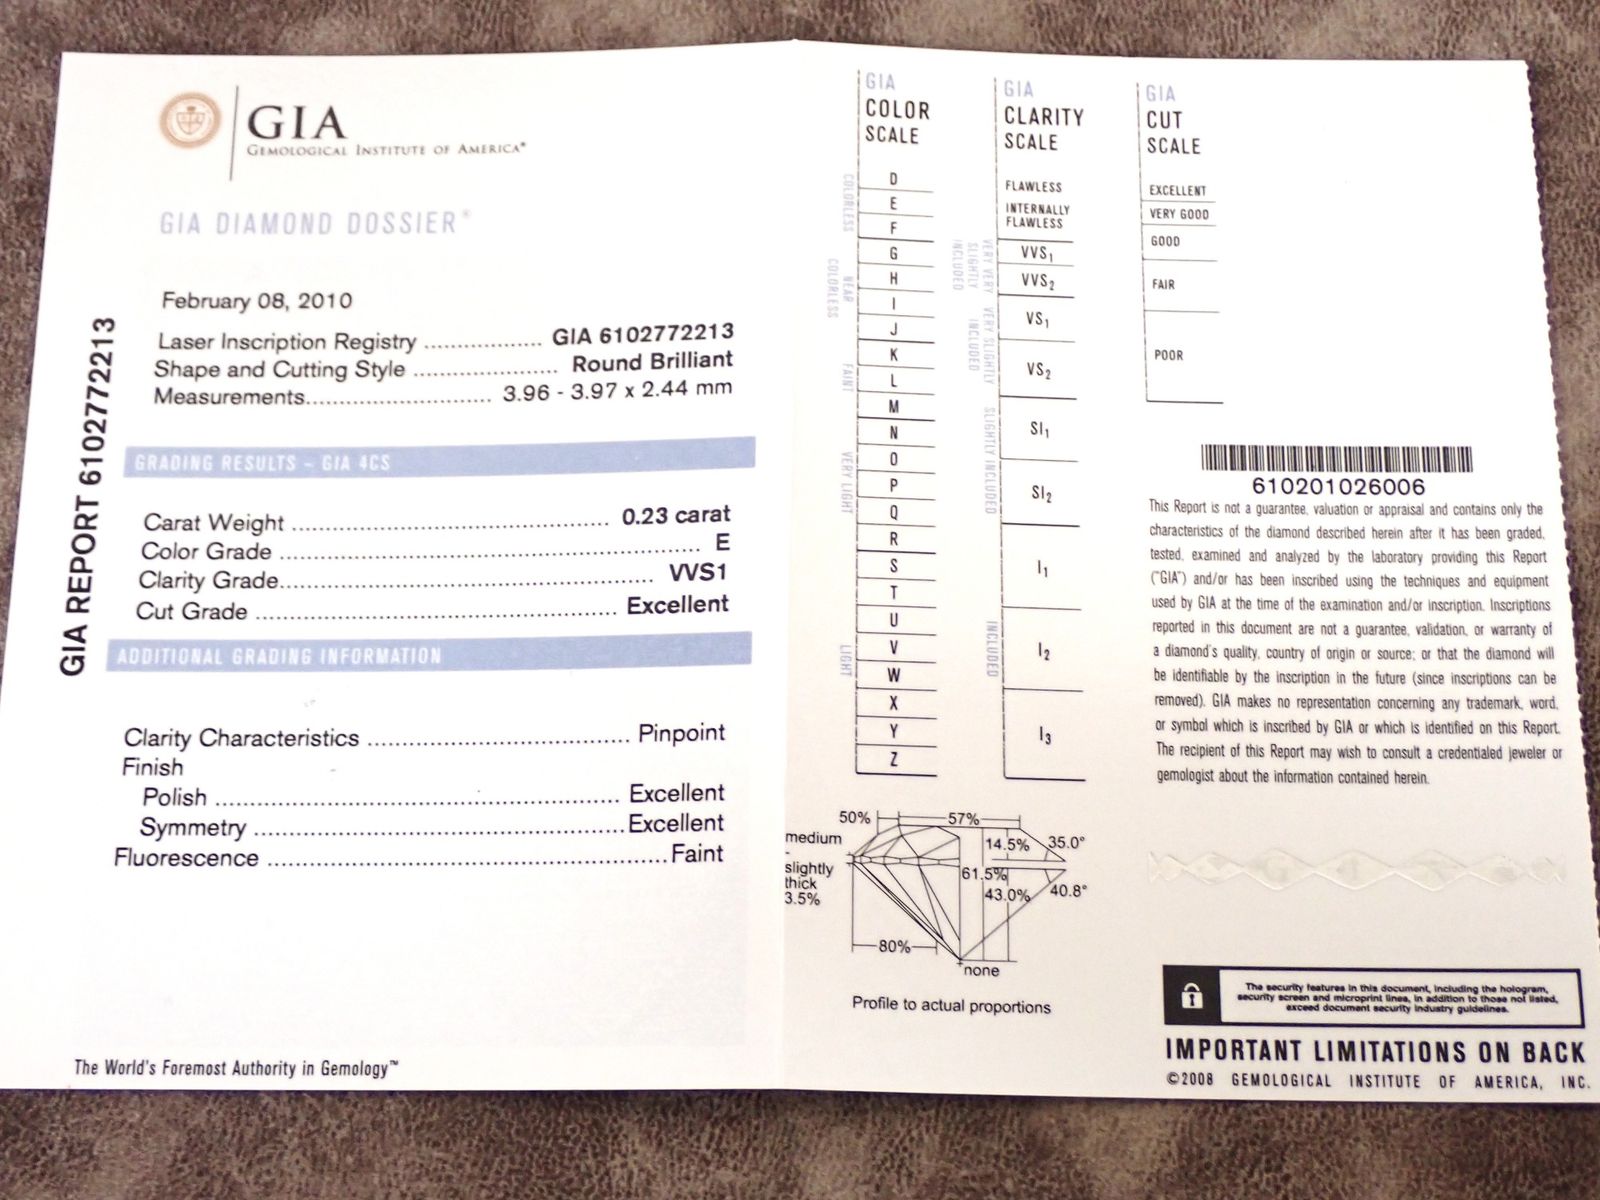 GIA REPORT 6102772213
GIA
GEMOLOGICAL INSTITUTE OF AMERICA®
GIA DIAMOND DOSSIER®
February 08, 2010
Laser Inscription Registry .................. GIA 6102772213
Shape and Cutting Style ...................... Round Brilliant
Measurements............................ 3.96 - 3.97 x 2.44 mm
GRADING RESULTS - GIA 4CS
Carat Weight ................................................ 0.23 carat
Color Grade ................................................................ E
Clarity Grade......................................................... VVS1
Cut Grade ....................................................... Excellent
ADDITIONAL GRADING INFORMATION
Clarity Characteristics ....................................... Pinpoint
Finish
Polish ............................................................ Excellent
Symmetry ....................................................... Excellent
Fluorescence ............................................................. Faint
The World's Foremost Authority in Gemology™
GIA
COLOR
SCALE
COLORLESS
NEAR
COLORLESS
FAINT
VERY LIGHT
LIGHT
D
E
F
G
H
I
J
K
L
M
N
O
P
Q
R
S
T
U
V
W
X
Y
Z
GIA
CLARITY
SCALE
FLAWLESS
INTERNALLY
FLAWLESS
VERY VERY
SLIGHTLY
INCLUDED
VVS1
VVS2
VERY SLIGHTLY
INCLUDED
VS1
VS2
SLIGHTLY INCLUDED
SI1
SI2
INCLUDED
I1
I2
I3
GIA
CUT
SCALE
EXCELLENT
VERY GOOD
GOOD
FAIR
POOR
50%
57%
medium
-
slightly
thick
3.5%
14.5%
35.0°
61.5%
43.0%
40.8°
80%
none
Profile to actual proportions
610201026006
This Report is not a guarantee, valuation or appraisal and contains only the
characteristics of the diamond described herein after it has been graded,
tested, examined and analyzed by the laboratory providing this Report
("GIA") and/or has been inscribed using the techniques and equipment
used by GIA at the time of the examination and/or inscription. Inscriptions
reported in this document are not a guarantee, validation, or warranty of
a diamond's quality, country of origin or source; or that the diamond will
be identifiable by the inscription in the future (since inscriptions can be
removed). GIA makes no representation concerning any trademark, word,
or symbol which is inscribed by GIA or which is identified on this Report.
The recipient of this Report may wish to consult a credentialed jeweler or
gemologist about the information contained herein.
The security features in this document, including the hologram,
security screen and microprint lines, in addition to those not listed,
exceed document security industry guidelines.
IMPORTANT LIMITATIONS ON BACK
©2008 GEMOLOGICAL INSTITUTE OF AMERICA, INC.